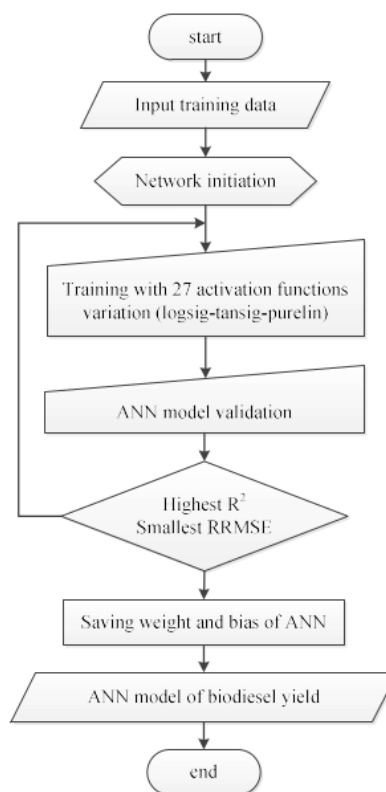 start
Input training data
Network initiation
Training with 27 activation functions
variation (logsig-tansig-purelin)
ANN model validation
Highest R²
Smallest RRMSE
Saving weight and bias of ANN
ANN model of biodiesel yield
end